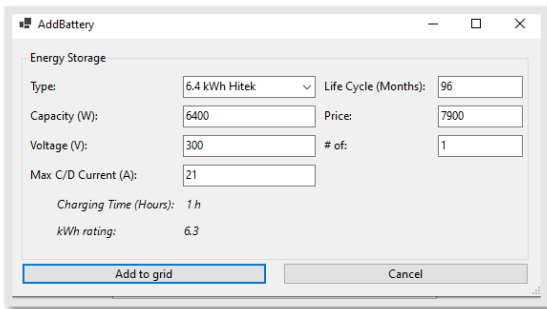 AddBattery
Energy Storage
Type: 6.4 kWh Hitek Life Cycle (Months): 96
Capacity (W): 6400 Price: 7900
Voltage (V): 300 # of: 1
Max C/D Current (A): 21
Charging Time (Hours): 1 h
kWh rating: 6.3
Add to grid Cancel